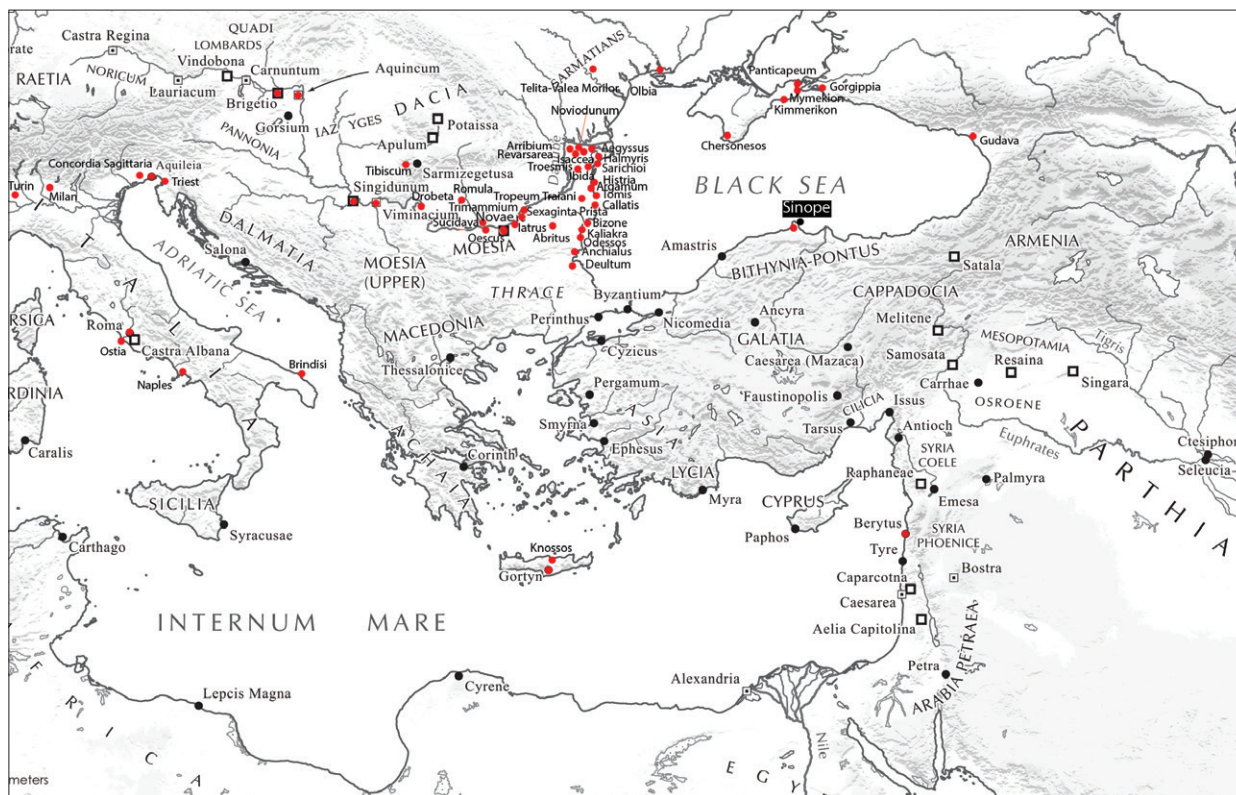 QUADI
Castra Regina
LOMBARDS
Vindobona
RAETIA
NORICUM
Carnuntum
Aquincum
Lauriacum
Brigetio
Gorsium
IAZYGES
DACIA
Potaissa
PANNONIA
Apulum
SARMATIANS
Telita-Valea Morilor
Olbia
Noviodunum
Panticapeum
Gorgippia
Mymekion
Kimmerikon
Chersonesos
Gudava
Concordia Sagittaria
Aquileia
Turin
Milan
Triest
Tibiscum
Sarmizegetusa
Singidunum
Drobeta
Romula
Viminacium
Trimammium
Sucidava
Novae
Oescus
MOESIA
Iatrus
Abritus
Sexaginta Prista
Tropeum Traiani
Arribium
Revarsarea
Isaccea
Troesmis
Ibida
Aegyssus
Halmyris
Sarichioi
Histria
Argamum
Tomis
Callatis
Bizone
Kaliakra
Odessos
Anchialus
Deultum
BLACK SEA
Sinope
Amastris
BITHYNIA-PONTUS
ARMENIA
Satala
ITALIA
ADRIATIC SEA
DALMATIA
Salona
MOESIA
(UPPER)
THRACE
Byzantium
Perinthus
Nicomedia
Cyzicus
Ancyra
GALATIA
CAPPADOCIA
Melitene
Caesarea (Mazaca)
Samosata
MESOPOTAMIA
Tigris
Resaina
Singara
Carrhae
OSROENE
Roma
Ostia
Castra Albana
Naples
Brindisi
MACEDONIA
Thessalonice
Pergamum
ASIA
Smyrna
Ephesus
Faustinopolis
CILICIA
Tarsus
Issus
Antioch
SYRIA
COELE
Euphrates
PARTHIA
Ctesiphon
Seleucia-
Caralis
ACHAIA
Corinth
LYCIA
Myra
CYPRUS
Paphos
Raphaneae
Emesa
Palmyra
SICILIA
Syracusae
Carthago
Knossos
Gortyn
Berytus
SYRIA
PHOENICE
Tyre
Caparcotna
Bostra
Caesarea
Aelia Capitolina
INTERNUM MARE
Petra
ARABIA PETRAEA
Alexandria
Cyrene
Lepcis Magna
AFRICA
Nile
EGY
meters